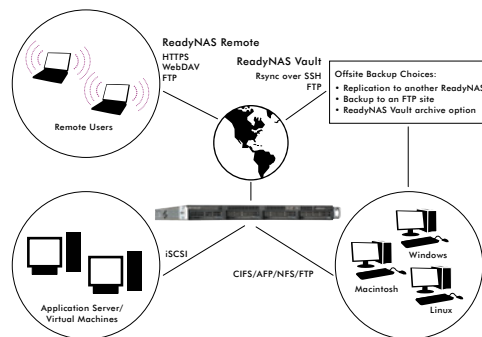 ReadyNAS Remote
HTTPS
WebDAV
FTP
Remote Users
ReadyNAS Vault
Rsync over SSH
FTP
Offsite Backup Choices:
• Replication to another ReadyNAS
• Backup to an FTP site
• ReadyNAS Vault archive option
iSCSI
CIFS/AFP/NFS/FTP
Application Server/
Virtual Machines
Windows
Macintosh
Linux